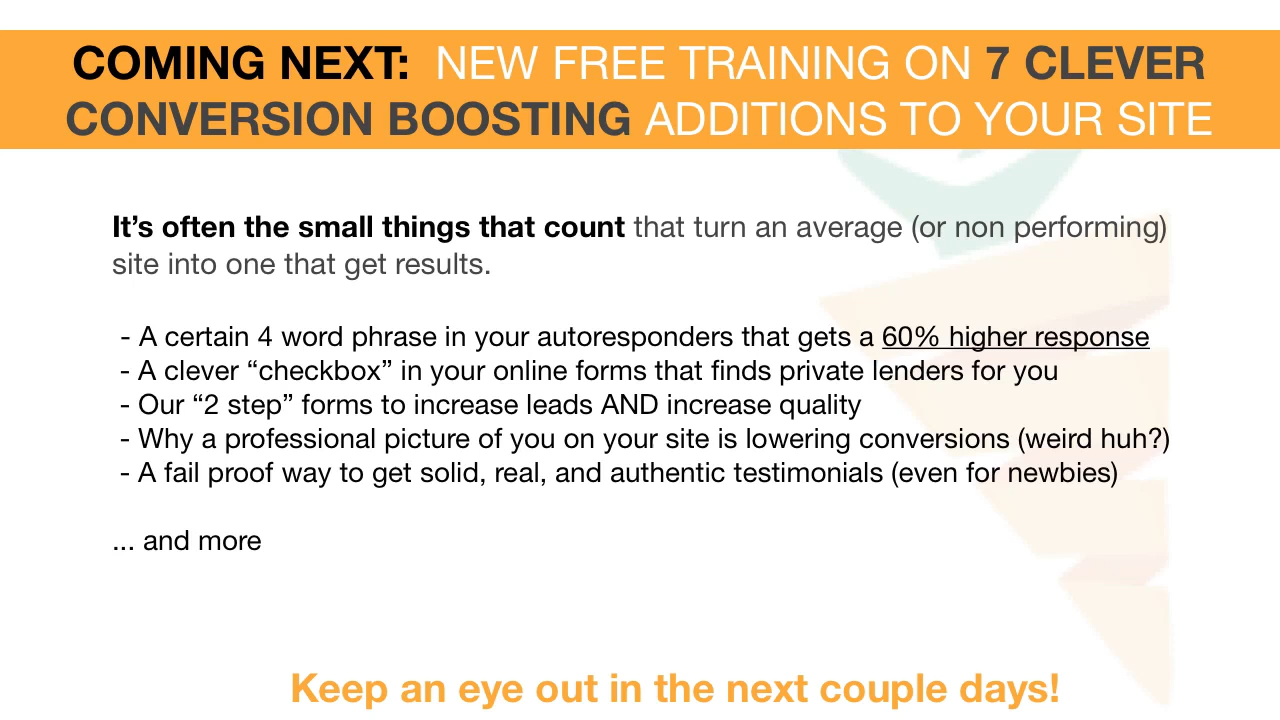 COMING NEXT: NEW FREE TRAINING ON 7 CLEVER
CONVERSION BOOSTING ADDITIONS TO YOUR SITE
It’s often the small things that count that turn an average (or non performing)
site into one that get results.
- A certain 4 word phrase in your autoresponders that gets a 60% higher response
- A clever “checkbox” in your online forms that finds private lenders for you
- Our “2 step” forms to increase leads AND increase quality
- Why a professional picture of you on your site is lowering conversions (weird huh?)
- A fail proof way to get solid, real, and authentic testimonials (even for newbies)
... and more
Keep an eye out in the next couple days!